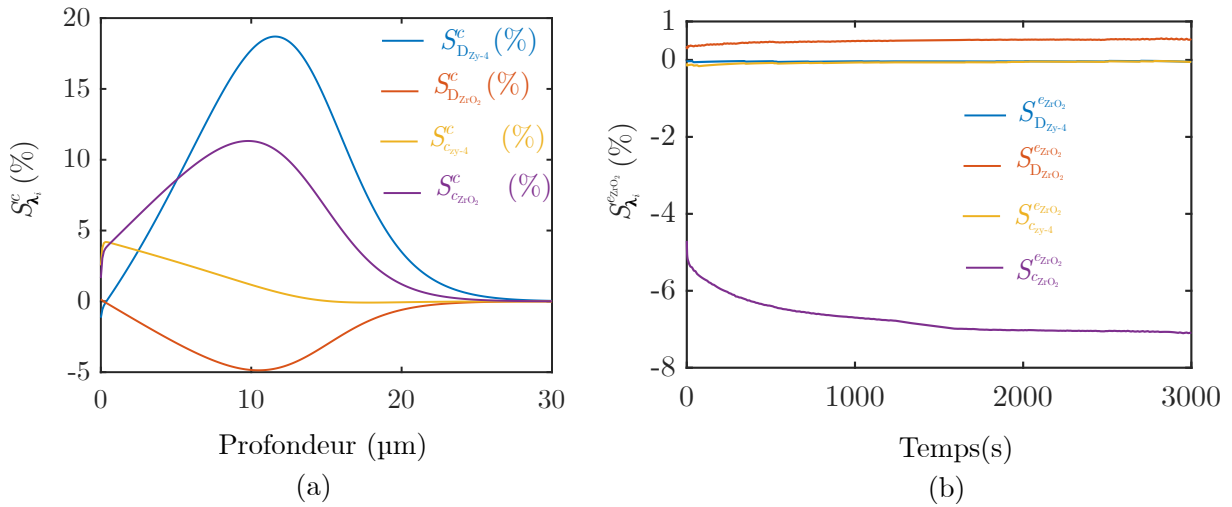 20
15
10
5
0
-5
0
10
20
30
S^c_{λ_i} (%)
S^c_{D_{Zy-4}} (%)
S^c_{D_{ZrO_2}} (%)
S^c_{c_{zy-4}} (%)
S^c_{c_{ZrO_2}} (%)
Profondeur (µm)
(a)
1
0
-2
-4
-6
-8
0
1000
2000
3000
S^{e_{ZrO_2}}_{λ_i} (%)
S^{e_{ZrO_2}}_{D_{Zy-4}}
S^{e_{ZrO_2}}_{D_{ZrO_2}}
S^{e_{ZrO_2}}_{c_{zy-4}}
S^{e_{ZrO_2}}_{c_{ZrO_2}}
Temps(s)
(b)